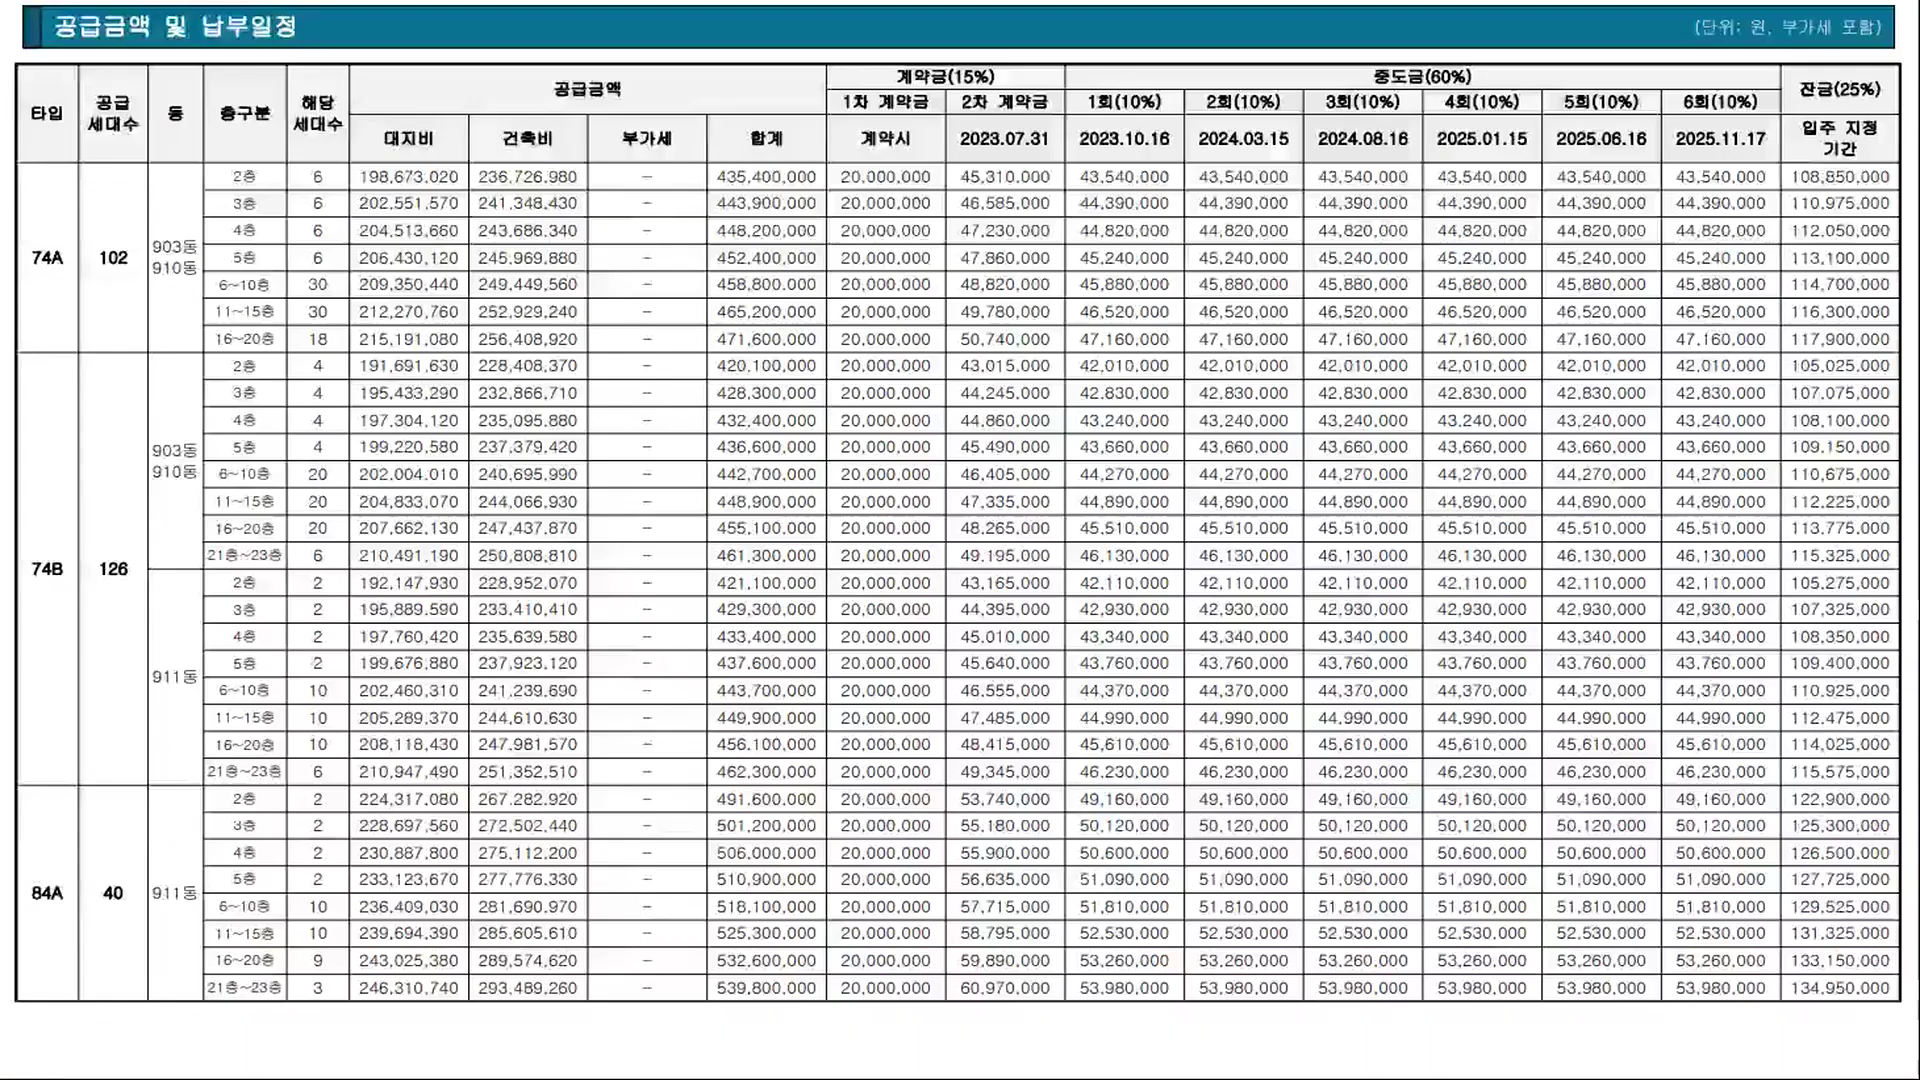 공급금액 및 납부일정
(단위: 원, 부가세 포함)
타입 공급세대수 동 층구분 해당세대수 공급금액 계약금(15%) 중도금(60%) 잔금(25%)
1차 계약금 2차 계약금 1회(10%) 2회(10%) 3회(10%) 4회(10%) 5회(10%) 6회(10%)
대지비 건축비 부가세 합계 계약시 2023.07.31 2023.10.16 2024.03.15 2024.08.16 2025.01.15 2025.06.16 2025.11.17 입주 지정 기간
74A 102 903동 910동
2층 6 198,673,020 236,726,980 - 435,400,000 20,000,000 45,310,000 43,540,000 43,540,000 43,540,000 43,540,000 43,540,000 43,540,000 108,850,000
3층 6 202,551,570 241,348,430 - 443,900,000 20,000,000 46,585,000 44,390,000 44,390,000 44,390,000 44,390,000 44,390,000 44,390,000 110,975,000
4층 6 204,513,660 243,686,340 - 448,200,000 20,000,000 47,230,000 44,820,000 44,820,000 44,820,000 44,820,000 44,820,000 44,820,000 112,050,000
5층 6 206,430,120 245,969,880 - 452,400,000 20,000,000 47,860,000 45,240,000 45,240,000 45,240,000 45,240,000 45,240,000 45,240,000 113,100,000
6~10층 30 209,350,440 249,449,560 - 458,800,000 20,000,000 48,820,000 45,880,000 45,880,000 45,880,000 45,880,000 45,880,000 45,880,000 114,700,000
11~15층 30 212,270,760 252,929,240 - 465,200,000 20,000,000 49,780,000 46,520,000 46,520,000 46,520,000 46,520,000 46,520,000 46,520,000 116,300,000
16~20층 18 215,191,080 256,408,920 - 471,600,000 20,000,000 50,740,000 47,160,000 47,160,000 47,160,000 47,160,000 47,160,000 47,160,000 117,900,000
74B 126 903동 910동
2층 4 191,691,630 228,408,370 - 420,100,000 20,000,000 43,015,000 42,010,000 42,010,000 42,010,000 42,010,000 42,010,000 42,010,000 105,025,000
3층 4 195,433,290 232,866,710 - 428,300,000 20,000,000 44,245,000 42,830,000 42,830,000 42,830,000 42,830,000 42,830,000 42,830,000 107,075,000
4층 4 197,304,120 235,095,880 - 432,400,000 20,000,000 44,860,000 43,240,000 43,240,000 43,240,000 43,240,000 43,240,000 43,240,000 108,100,000
5층 4 199,220,580 237,379,420 - 436,600,000 20,000,000 45,490,000 43,660,000 43,660,000 43,660,000 43,660,000 43,660,000 43,660,000 109,150,000
6~10층 20 202,004,010 240,695,990 - 442,700,000 20,000,000 46,405,000 44,270,000 44,270,000 44,270,000 44,270,000 44,270,000 44,270,000 110,675,000
11~15층 20 204,833,070 244,066,930 - 448,900,000 20,000,000 47,335,000 44,890,000 44,890,000 44,890,000 44,890,000 44,890,000 44,890,000 112,225,000
16~20층 20 207,662,130 247,437,870 - 455,100,000 20,000,000 48,265,000 45,510,000 45,510,000 45,510,000 45,510,000 45,510,000 45,510,000 113,775,000
21층~23층 6 210,491,190 250,808,810 - 461,300,000 20,000,000 49,195,000 46,130,000 46,130,000 46,130,000 46,130,000 46,130,000 46,130,000 115,325,000
911동
2층 2 192,147,930 228,952,070 - 421,100,000 20,000,000 43,165,000 42,110,000 42,110,000 42,110,000 42,110,000 42,110,000 42,110,000 105,275,000
3층 2 195,889,590 233,410,410 - 429,300,000 20,000,000 44,395,000 42,930,000 42,930,000 42,930,000 42,930,000 42,930,000 42,930,000 107,325,000
4층 2 197,760,420 235,639,580 - 433,400,000 20,000,000 45,010,000 43,340,000 43,340,000 43,340,000 43,340,000 43,340,000 43,340,000 108,350,000
5층 2 199,676,880 237,923,120 - 437,600,000 20,000,000 45,640,000 43,760,000 43,760,000 43,760,000 43,760,000 43,760,000 43,760,000 109,400,000
6~10층 10 202,460,310 241,239,690 - 443,700,000 20,000,000 46,555,000 44,370,000 44,370,000 44,370,000 44,370,000 44,370,000 44,370,000 110,925,000
11~15층 10 205,289,370 244,610,630 - 449,900,000 20,000,000 47,485,000 44,990,000 44,990,000 44,990,000 44,990,000 44,990,000 44,990,000 112,475,000
16~20층 10 208,118,430 247,981,570 - 456,100,000 20,000,000 48,415,000 45,610,000 45,610,000 45,610,000 45,610,000 45,610,000 45,610,000 114,025,000
21층~23층 6 210,947,490 251,352,510 - 462,300,000 20,000,000 49,345,000 46,230,000 46,230,000 46,230,000 46,230,000 46,230,000 46,230,000 115,575,000
84A 40 911동
2층 2 224,317,080 267,282,920 - 491,600,000 20,000,000 53,740,000 49,160,000 49,160,000 49,160,000 49,160,000 49,160,000 49,160,000 122,900,000
3층 2 228,697,560 272,502,440 - 501,200,000 20,000,000 55,180,000 50,120,000 50,120,000 50,120,000 50,120,000 50,120,000 50,120,000 125,300,000
4층 2 230,887,800 275,112,200 - 506,000,000 20,000,000 55,900,000 50,600,000 50,600,000 50,600,000 50,600,000 50,600,000 50,600,000 126,500,000
5층 2 233,123,670 277,776,330 - 510,900,000 20,000,000 56,635,000 51,090,000 51,090,000 51,090,000 51,090,000 51,090,000 51,090,000 127,725,000
6~10층 10 236,409,030 281,690,970 - 518,100,000 20,000,000 57,715,000 51,810,000 51,810,000 51,810,000 51,810,000 51,810,000 51,810,000 129,525,000
11~15층 10 239,694,390 285,605,610 - 525,300,000 20,000,000 58,795,000 52,530,000 52,530,000 52,530,000 52,530,000 52,530,000 52,530,000 131,325,000
16~20층 9 243,025,380 289,574,620 - 532,600,000 20,000,000 59,890,000 53,260,000 53,260,000 53,260,000 53,260,000 53,260,000 53,260,000 133,150,000
21층~23층 3 246,310,740 293,489,260 - 539,800,000 20,000,000 60,970,000 53,980,000 53,980,000 53,980,000 53,980,000 53,980,000 53,980,000 134,950,000